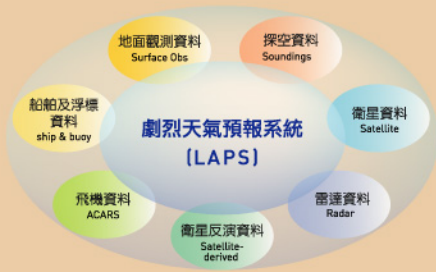 地面觀測資料
Surface Obs
探空資料
Soundings
船舶及浮標
資料
ship & buoy
劇烈天氣預報系統
(LAPS)
衛星資料
Satellite
飛機資料
ACARS
雷達資料
Radar
衛星反演資料
Satellite-
derived